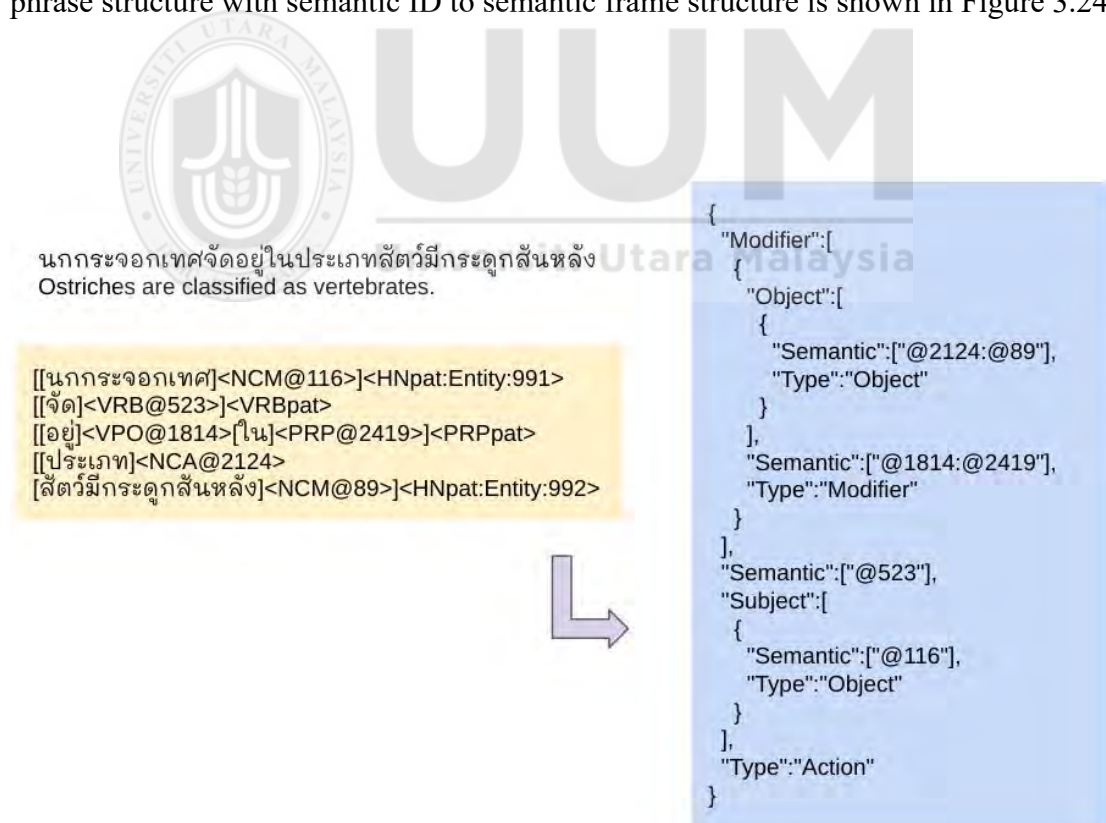 phrase structure with semantic ID to semantic frame structure is shown in Figure 3.24
UNIVERSITI UTARA MALAYSIA
UUM
Universiti Utara Malaysia
นกกระจอกเทศจัดอยู่ในประเภทสัตว์มีกระดูกสันหลัง
Ostriches are classified as vertebrates.
[[นกกระจอกเทศ]<NCM@116>]<HNpat:Entity:991>
[[จัด]<VRB@523>]<VRBpat>
[[อยู่]<VPO@1814>[ใน]<PRP@2419>]<PRPpat>
[[ประเภท]<NCA@2124>
[สัตว์มีกระดูกสันหลัง]<NCM@89>]<HNpat:Entity:992>
{
"Modifier":[
{
"Object":[
{
"Semantic":["@2124:@89"],
"Type":"Object"
}
],
"Semantic":["@1814:@2419"],
"Type":"Modifier"
}
],
"Semantic":["@523"],
"Subject":[
{
"Semantic":["@116"],
"Type":"Object"
}
],
"Type":"Action"
}